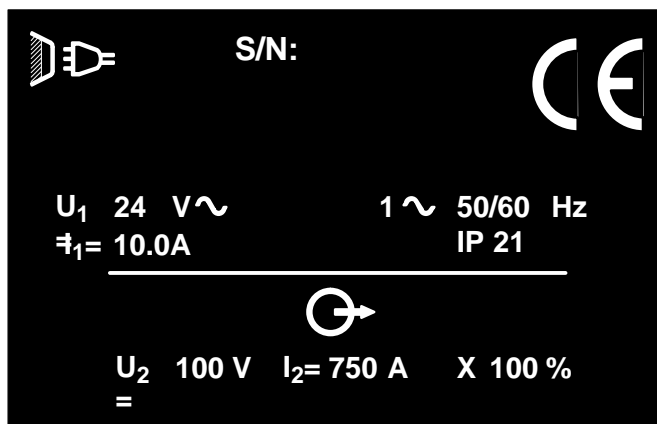 S/N:
CE
U₁ 24 V∿ 1∿ 50/60 Hz
I₁= 10.0A IP 21
U₂ 100 V I₂= 750 A X 100 %
=